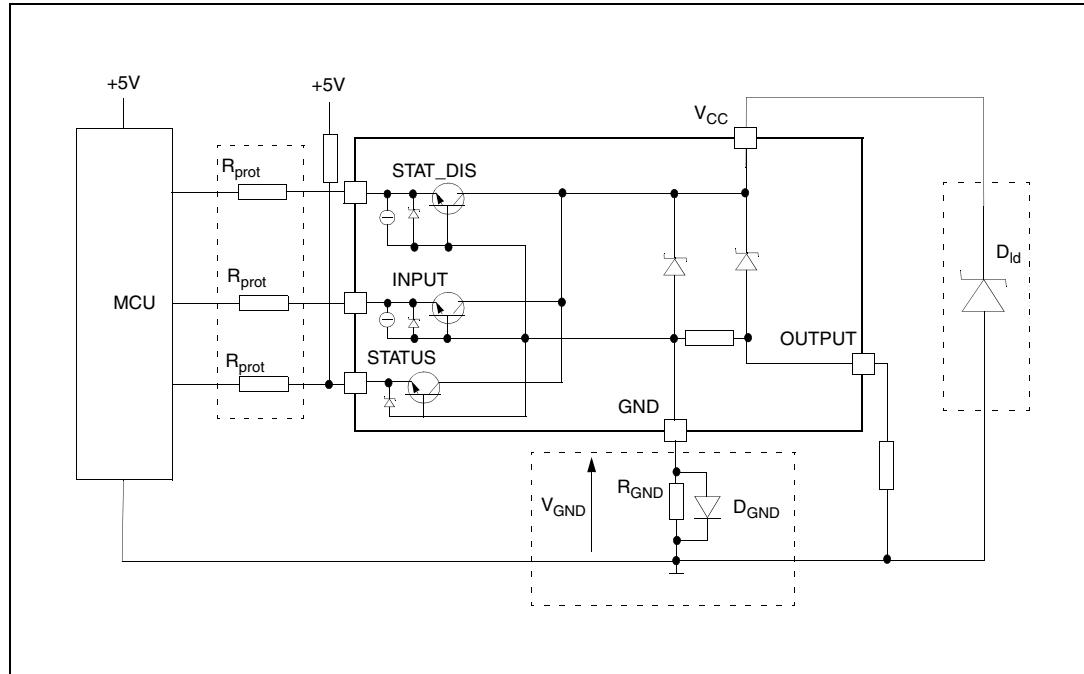 +5V
+5V
V_CC
R_prot
STAT_DIS
R_prot
INPUT
MCU
D_ld
R_prot
STATUS
OUTPUT
GND
V_GND
R_GND
D_GND